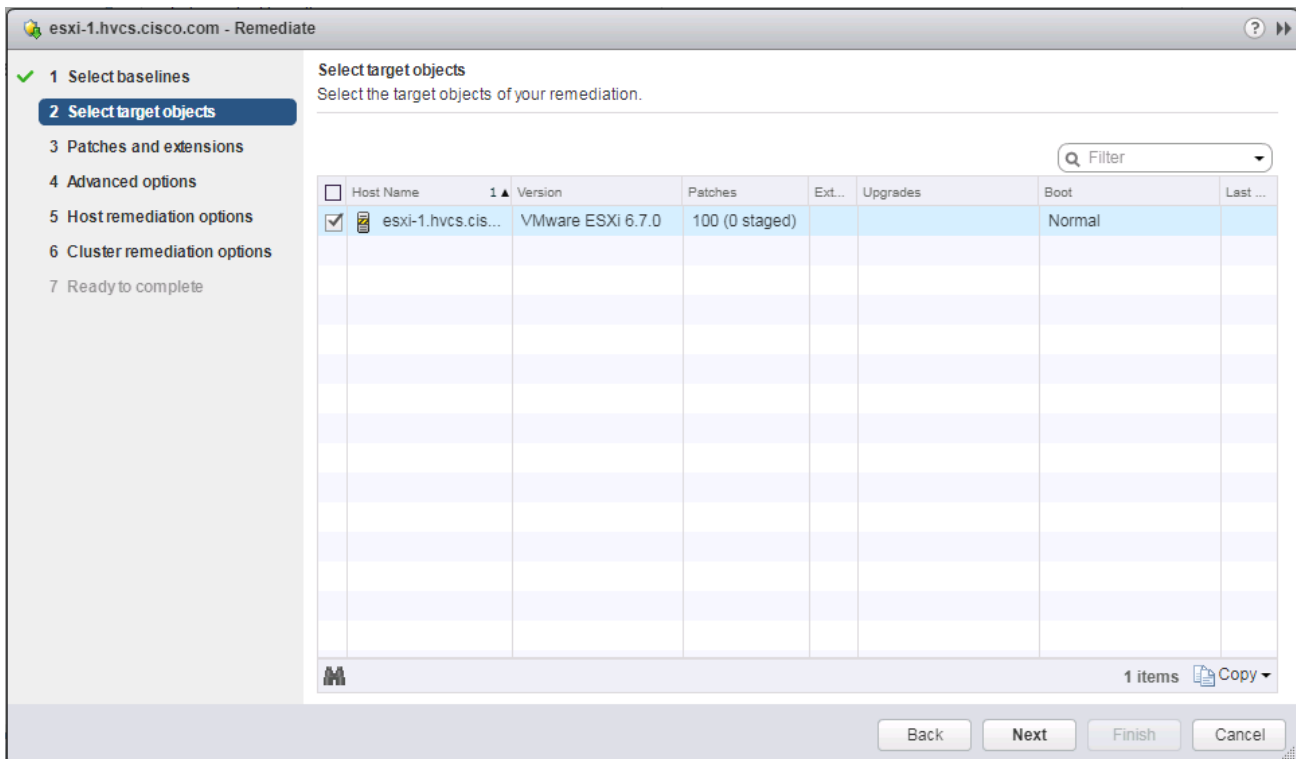 esxi-1.hvcs.cisco.com - Remediate
1 Select baselines
2 Select target objects
3 Patches and extensions
4 Advanced options
5 Host remediation options
6 Cluster remediation options
7 Ready to complete
Select target objects
Select the target objects of your remediation.
Filter
Host Name 1 ▲ Version Patches Ext... Upgrades Boot Last ...
esxi-1.hvcs.cis... VMware ESXi 6.7.0 100 (0 staged) Normal
1 items Copy
Back Next Finish Cancel